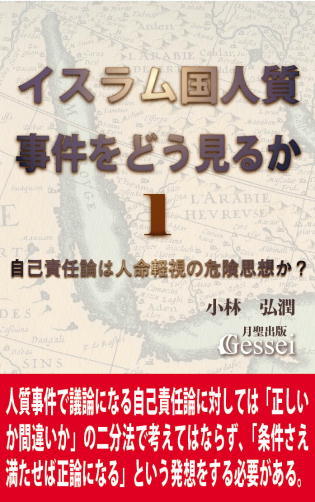 イスラム国人質
事件をどう見るか
1
自己責任論は人命軽視の危険思想か？
小林　弘潤
月聖出版
Gessei
人質事件で議論になる自己責任論に対しては「正しい
か間違いか」の二分法で考えてはならず、「条件さえ
満たせば正論になる」という発想をする必要がある。